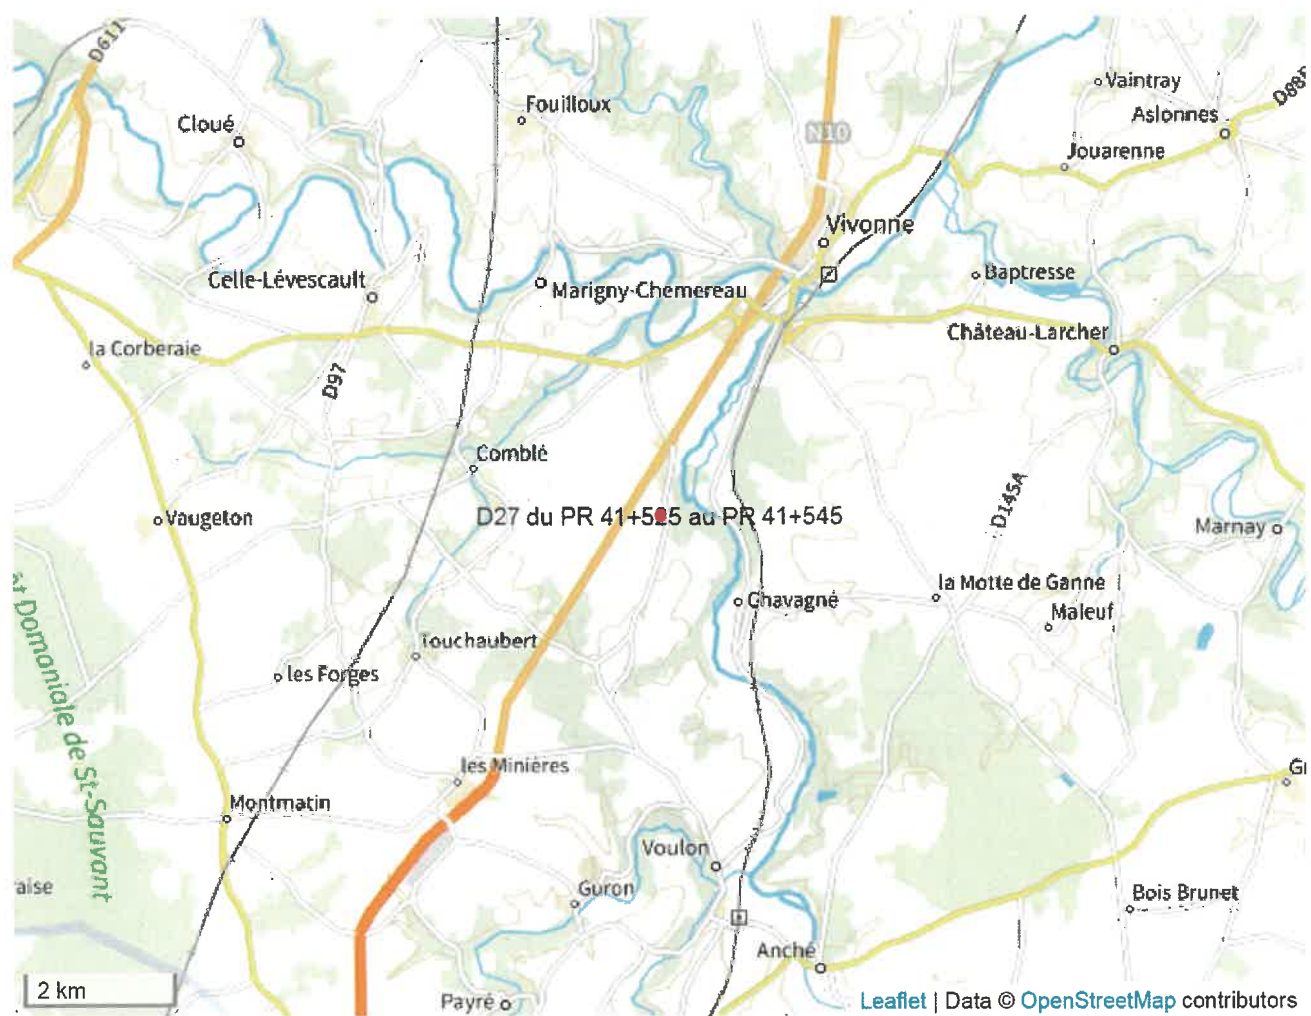 D611
Fouilloux
Vaintray
D88
Aslonnes
Cloué
N10
Jouarenne
Vivonne
Celle-Lévescault
Marigny-Chemereau
Baptresse
Château-Larcher
la Corberaie
D97
Comblé
D145A
Vaugeton
D27 du PR 41+525 au PR 41+545
Marnay
la Motte de Ganne
Chavagné
Maleuf
Touchaubert
les Forges
êt Domaniale de St-Sauvant
les Minières
Montmatin
Voulon
raise
Guron
Bois Brunet
Anché
2 km
Payré
Leaflet | Data © OpenStreetMap contributors